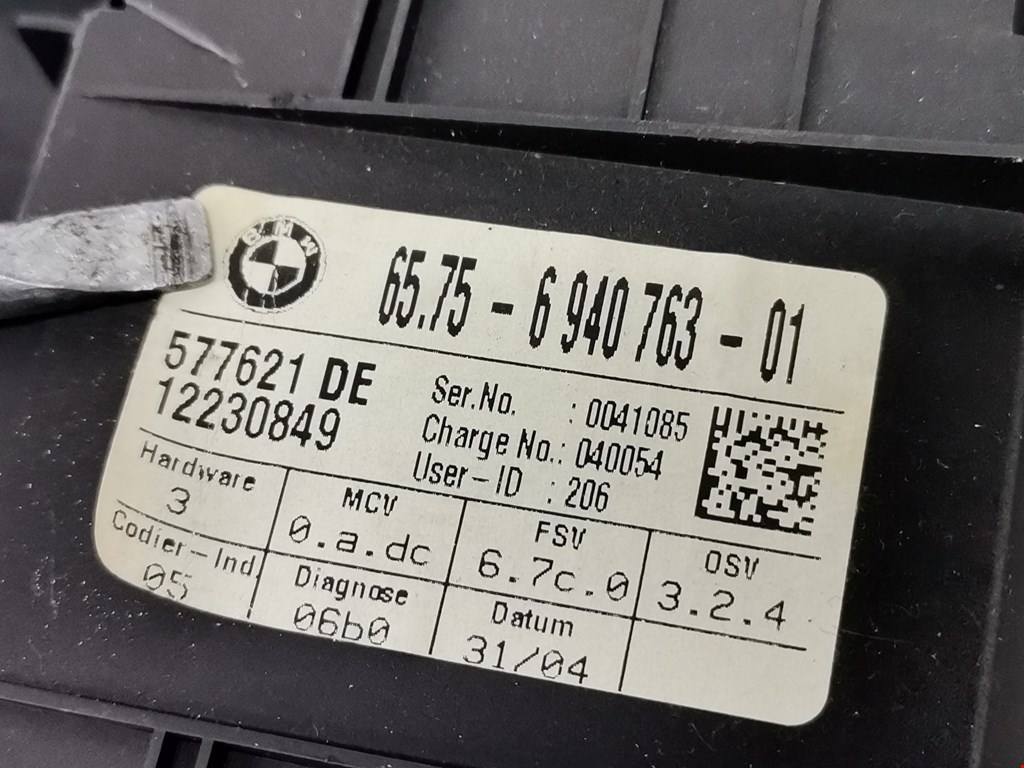 BMW
65.75 - 6 940 763 - 01
577621 DE
12230849
Ser.No. : 0041085
Charge No.: 040054
User-ID : 206
Hardware
3
MCV
0.a.dc
FSV
6.7c.0
OSV
3.2.4
Codier-Ind.
05
Diagnose
06b0
Datum
31/04